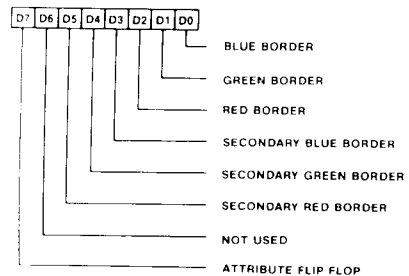 D7 D6 D5 D4 D3 D2 D1 D0
BLUE BORDER
GREEN BORDER
RED BORDER
SECONDARY BLUE BORDER
SECONDARY GREEN BORDER
SECONDARY RED BORDER
NOT USED
ATTRIBUTE FLIP FLOP